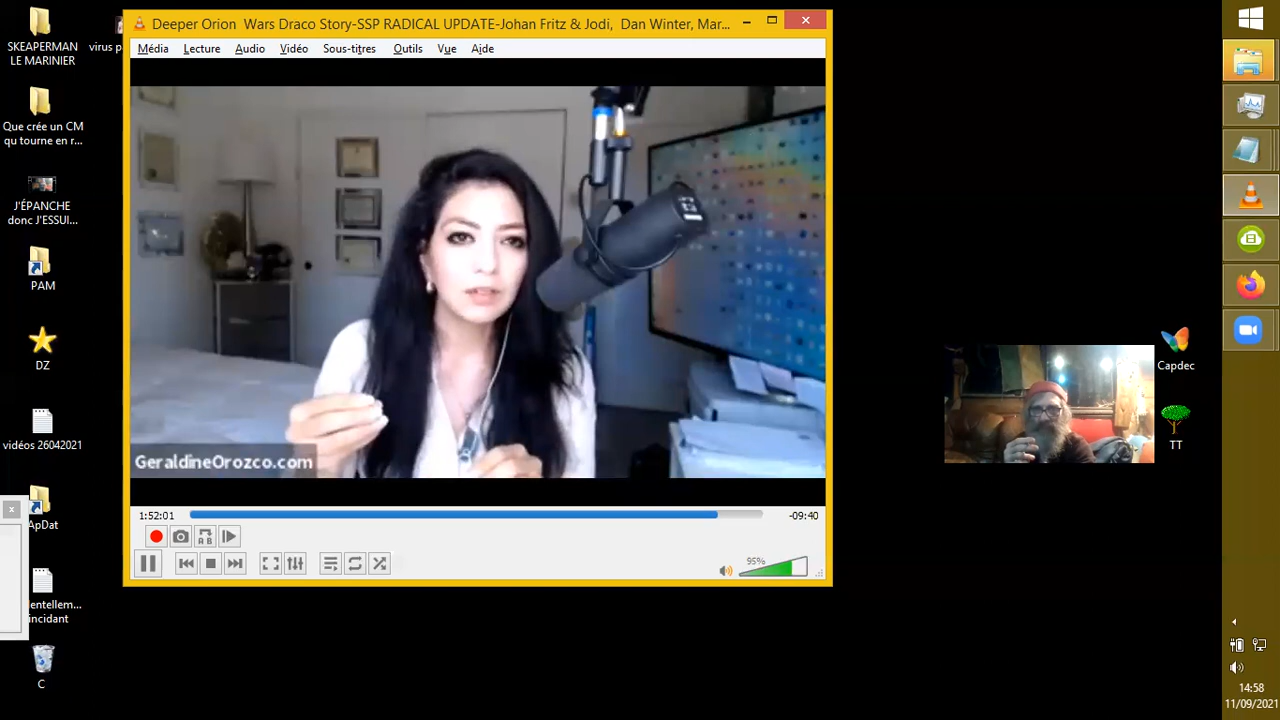 SKEAPERMAN
LE MARINIER
virus p
Que crée un CM
qu tourne en r...
J'ÉPANCHE
donc J'ESSUI...
PAM
DZ
vidéos 26042021
x
ApDat
entellem...
incidant
C
Deeper Orion  Wars Draco Story-SSP RADICAL UPDATE-Johan Fritz & Jodi,  Dan Winter, Mar...
Média Lecture Audio Vidéo Sous-titres Outils Vue Aide
GeraldineOrozco.com
1:52:01 -09:40
A B
95%
Capdec
TT
14:58
11/09/2021